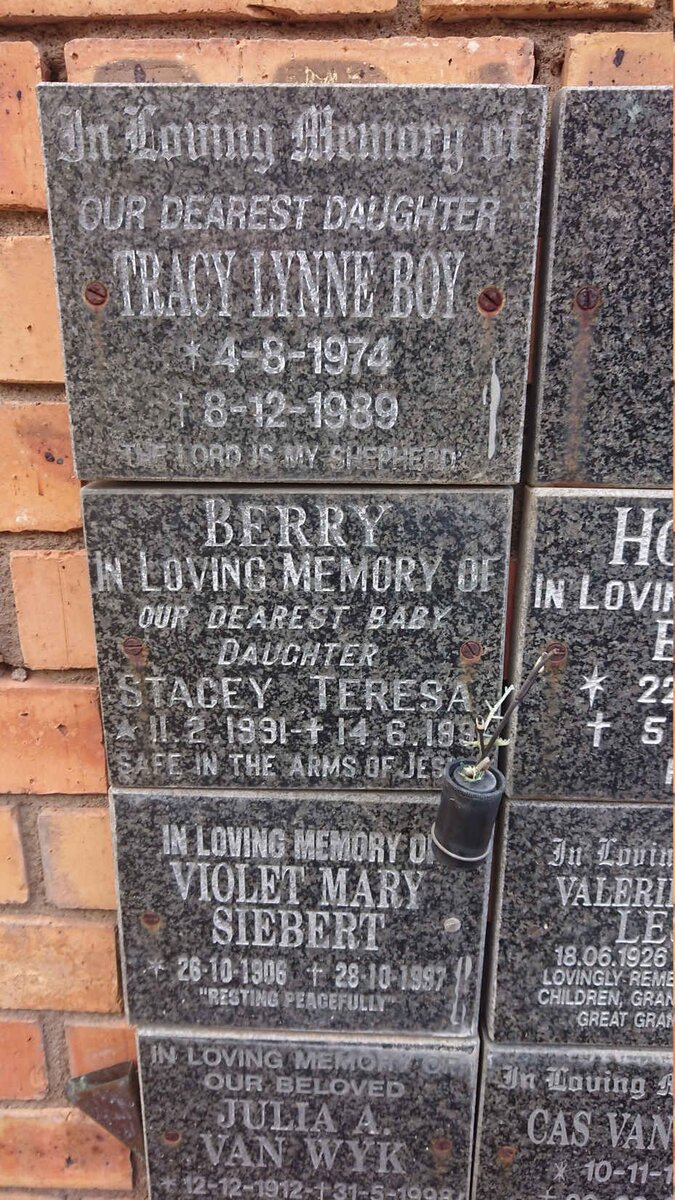 In Loving Memory of
OUR DEAREST DAUGHTER
TRACY LYNNE BOY
* 4-8-1974
† 8-12-1989
THE LORD IS MY SHEPHERD
BERRY
IN LOVING MEMORY OF
OUR DEAREST BABY
DAUGHTER
STACEY TERESA
* 11.2.1991-† 14.6.199
SAFE IN THE ARMS OF JES
IN LOVING MEMORY O
VIOLET MARY
SIEBERT
* 26-10-1906 † 28-10-1997
"RESTING PEACEFULLY"
IN LOVING MEMORY OF
OUR BELOVED
JULIA A.
VAN WYK
* 12-12-1912-† 31-5-1998
HO
IN LOVIN
* 22
† 5
In Lovin
VALERI
LE
18.06.1926
LOVINGLY REME
CHILDREN, GRAN
GREAT GRAN
In Loving
CAS VAN
* 10-11-1